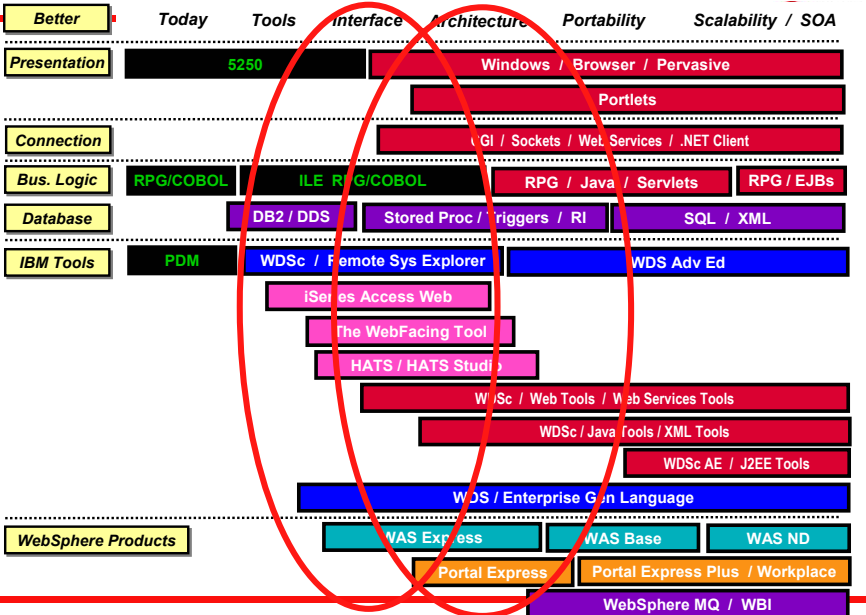 Better Today Tools Interface Architecture Portability Scalability / SOA
Presentation 5250 Windows / Browser / Pervasive
Portlets
Connection CGI / Sockets / Web Services / .NET Client
Bus. Logic RPG/COBOL ILE RPG/COBOL RPG / Java / Servlets RPG / EJBs
Database DB2 / DDS Stored Proc / Triggers / RI SQL / XML
IBM Tools PDM WDSc / Remote Sys Explorer WDS Adv Ed
iSeries Access Web
The WebFacing Tool
HATS / HATS Studio
WDSc / Web Tools / Web Services Tools
WDSc / Java Tools / XML Tools
WDSc AE / J2EE Tools
WDS / Enterprise Gen Language
WebSphere Products WAS Express WAS Base WAS ND
Portal Express Portal Express Plus / Workplace
WebSphere MQ / WBI